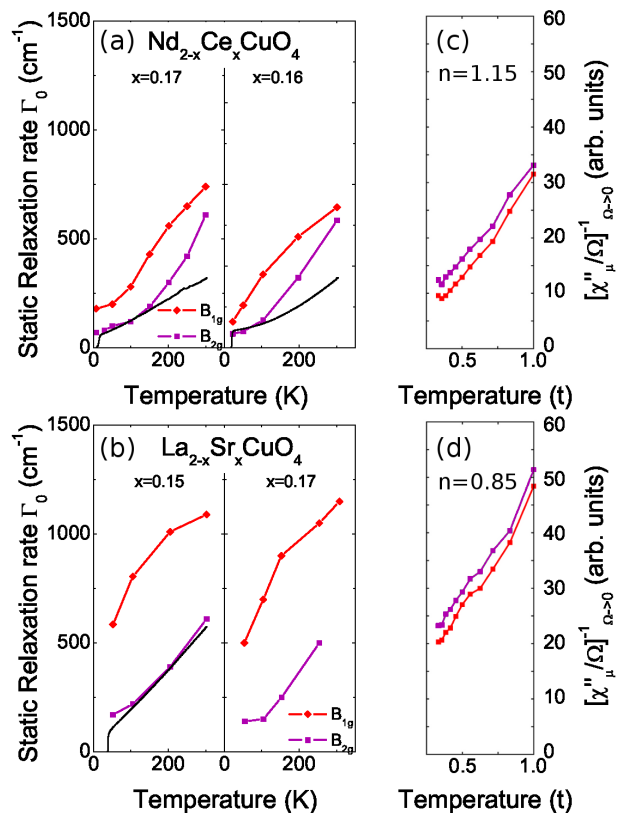 (a) Nd2-xCexCuO4
x=0.17 x=0.16
1500
1000
500
0
Static Relaxation rate Γ0 (cm-1)
B1g
B2g
0 200 0 200
Temperature (K)
(c)
n=1.15
60
50
40
30
20
10
0
[χ''μ/Ω]-1 Ω->0 (arb. units)
0.5 1.0
Temperature (t)
(b) La2-xSrxCuO4
x=0.15 x=0.17
1500
1000
500
0
Static Relaxation rate Γ0 (cm-1)
B1g
B2g
0 200 0 200
Temperature (K)
(d)
n=0.85
60
50
40
30
20
10
0
[χ''μ/Ω]-1 Ω->0 (arb. units)
0.5 1.0
Temperature (t)